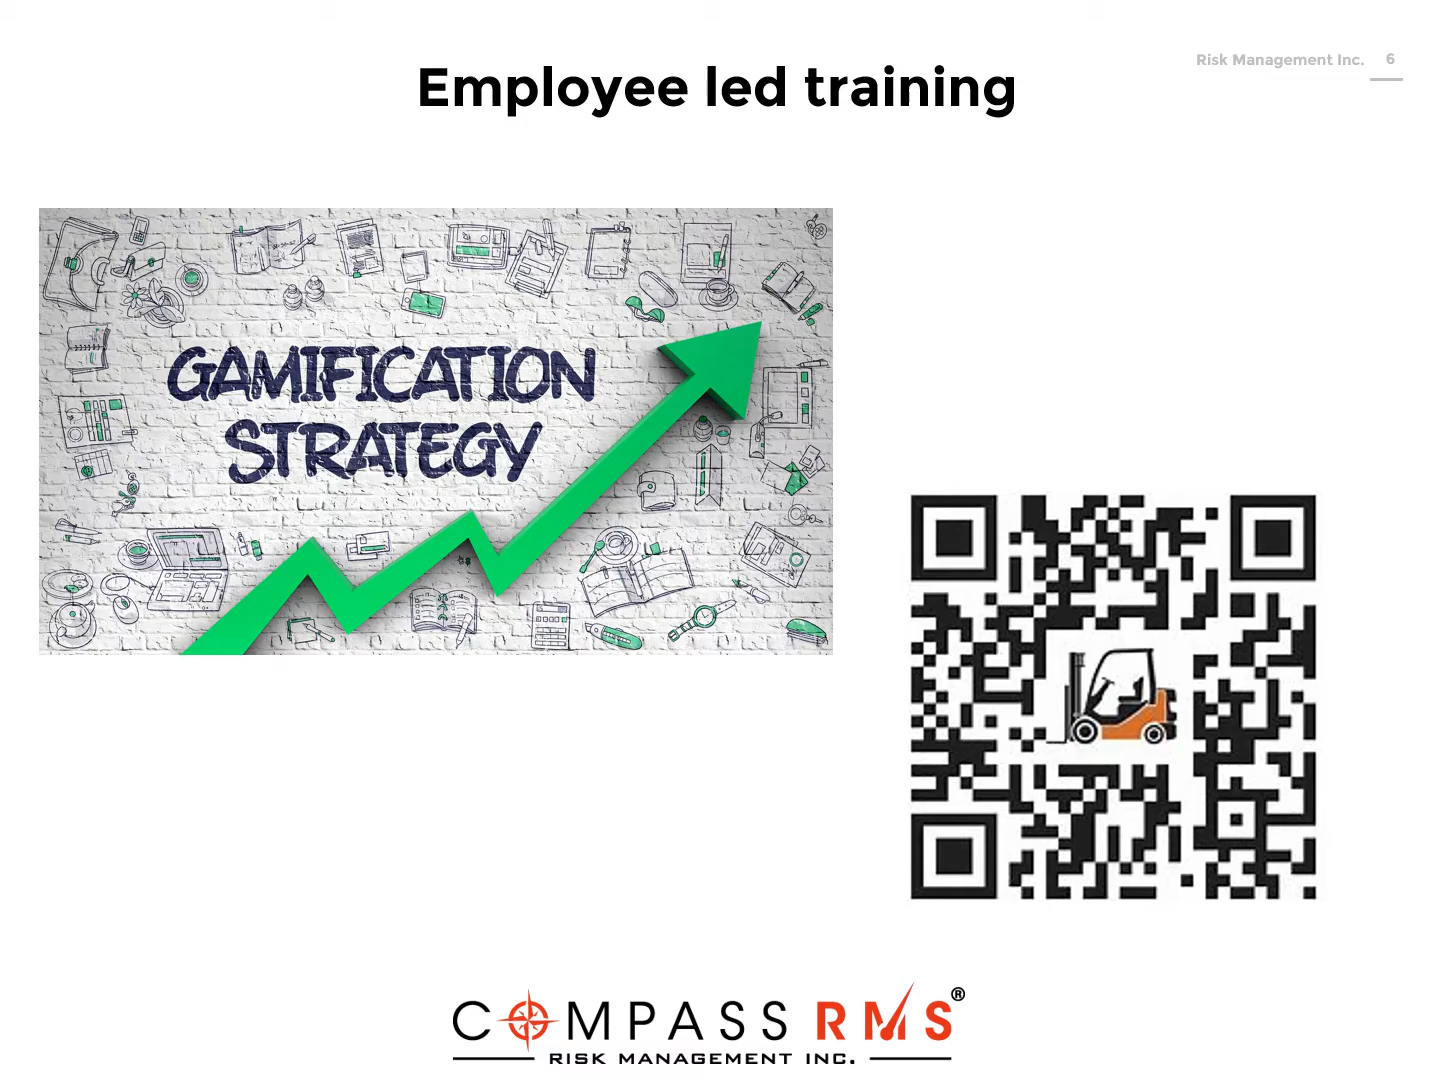 Risk Management Inc. 6
Employee led training
GAMIFICATION
STRATEGY
COMPASS RMS®
RISK MANAGEMENT INC.